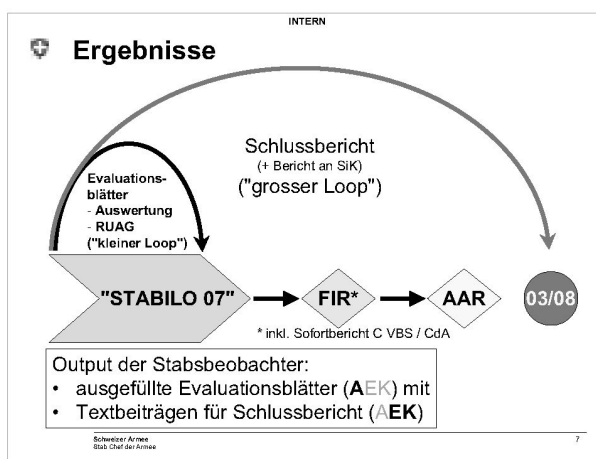 INTERN
Ergebnisse
Schlussbericht
(+ Bericht an SiK)
("grosser Loop")
Evaluations-
blätter
- Auswertung
- RUAG
("kleiner Loop")
"STABILO 07"
FIR*
AAR
03/08
* inkl. Sofortbericht C VBS / CdA
Output der Stabsbeobachter:
• ausgefüllte Evaluationsblätter (AEK) mit
• Textbeiträgen für Schlussbericht (AEK)
Schweizer Armee
Stab Chef der Armee
7